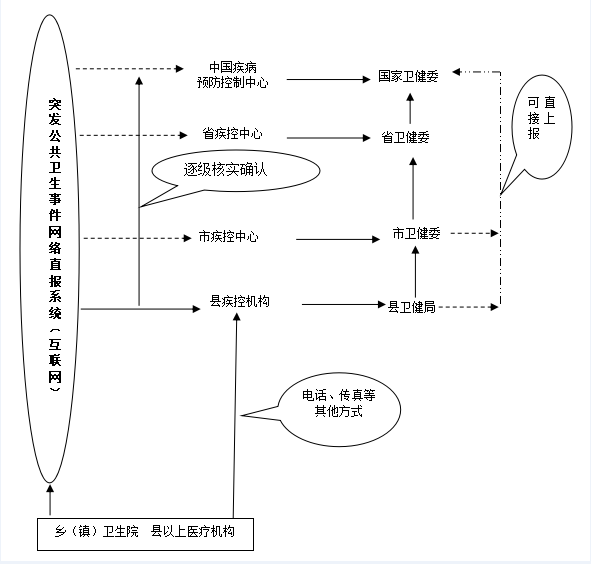 突发公共卫生事件网络直报系统（互联网）
中国疾病
预防控制中心
国家卫健委
可直
接上
报
省疾控中心
省卫健委
逐级核实确认
市疾控中心
市卫健委
县疾控机构
县卫健局
电话、传真等
其他方式
乡（镇）卫生院 县以上医疗机构